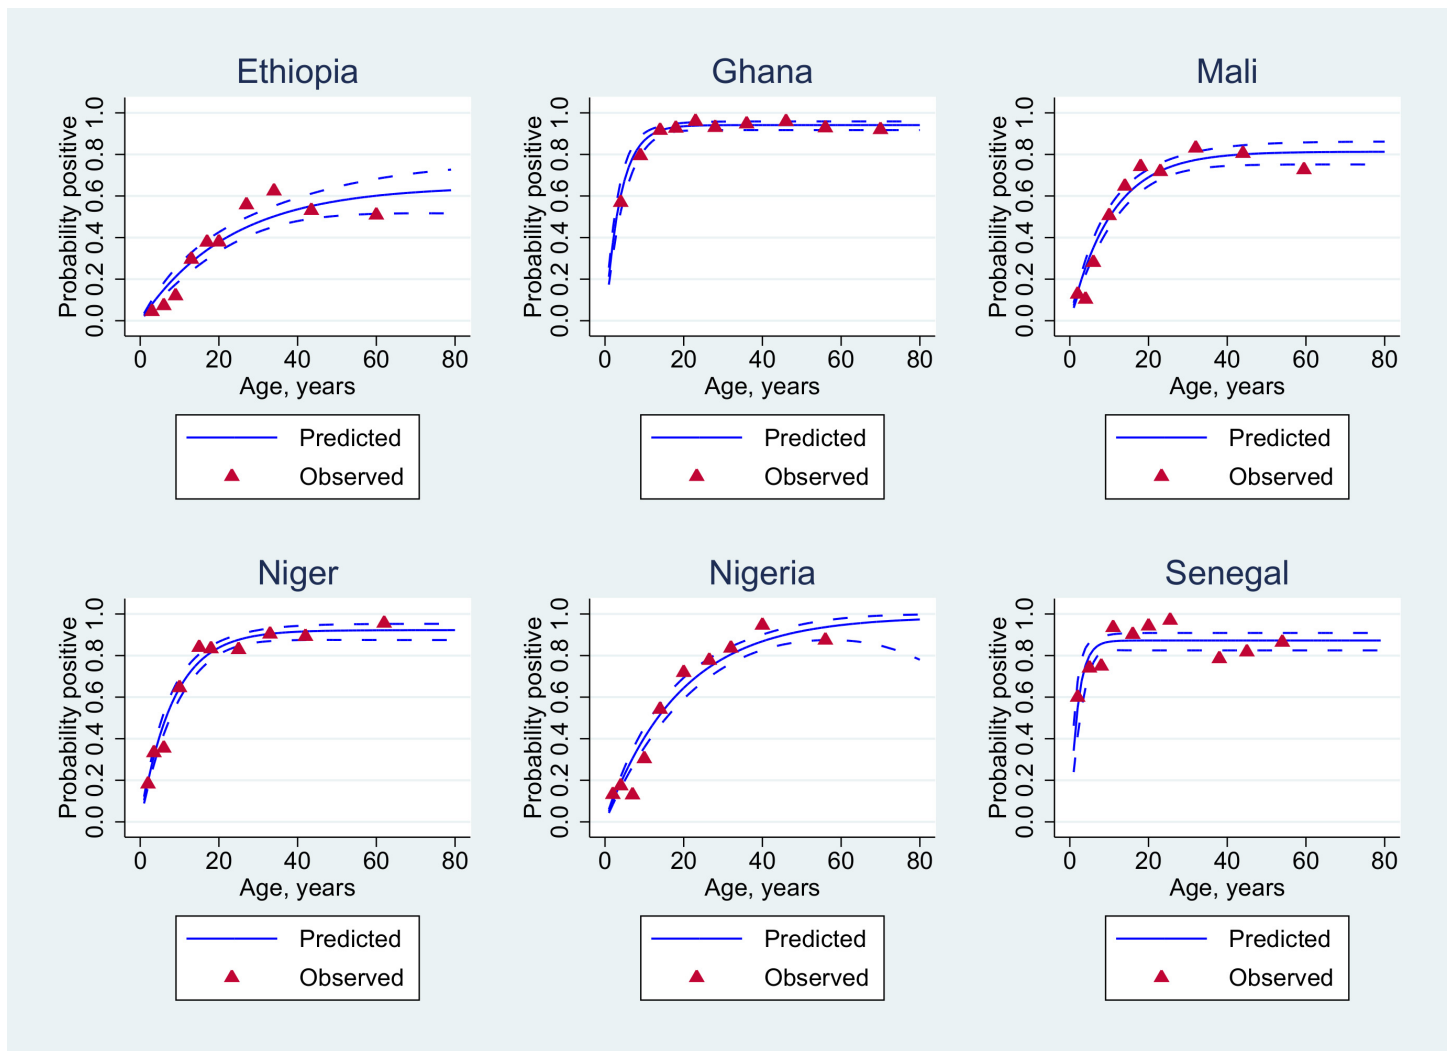 Ethiopia
Probability positive
0.0 0.2 0.4 0.6 0.8 1.0
0 20 40 60 80
Age, years
Predicted
Observed
Ghana
Probability positive
0.0 0.2 0.4 0.6 0.8 1.0
0 20 40 60 80
Age, years
Predicted
Observed
Mali
Probability positive
0.0 0.2 0.4 0.6 0.8 1.0
0 20 40 60 80
Age, years
Predicted
Observed
Niger
Probability positive
0.0 0.2 0.4 0.6 0.8 1.0
0 20 40 60 80
Age, years
Predicted
Observed
Nigeria
Probability positive
0.0 0.2 0.4 0.6 0.8 1.0
0 20 40 60 80
Age, years
Predicted
Observed
Senegal
Probability positive
0.0 0.2 0.4 0.6 0.8 1.0
0 20 40 60 80
Age, years
Predicted
Observed